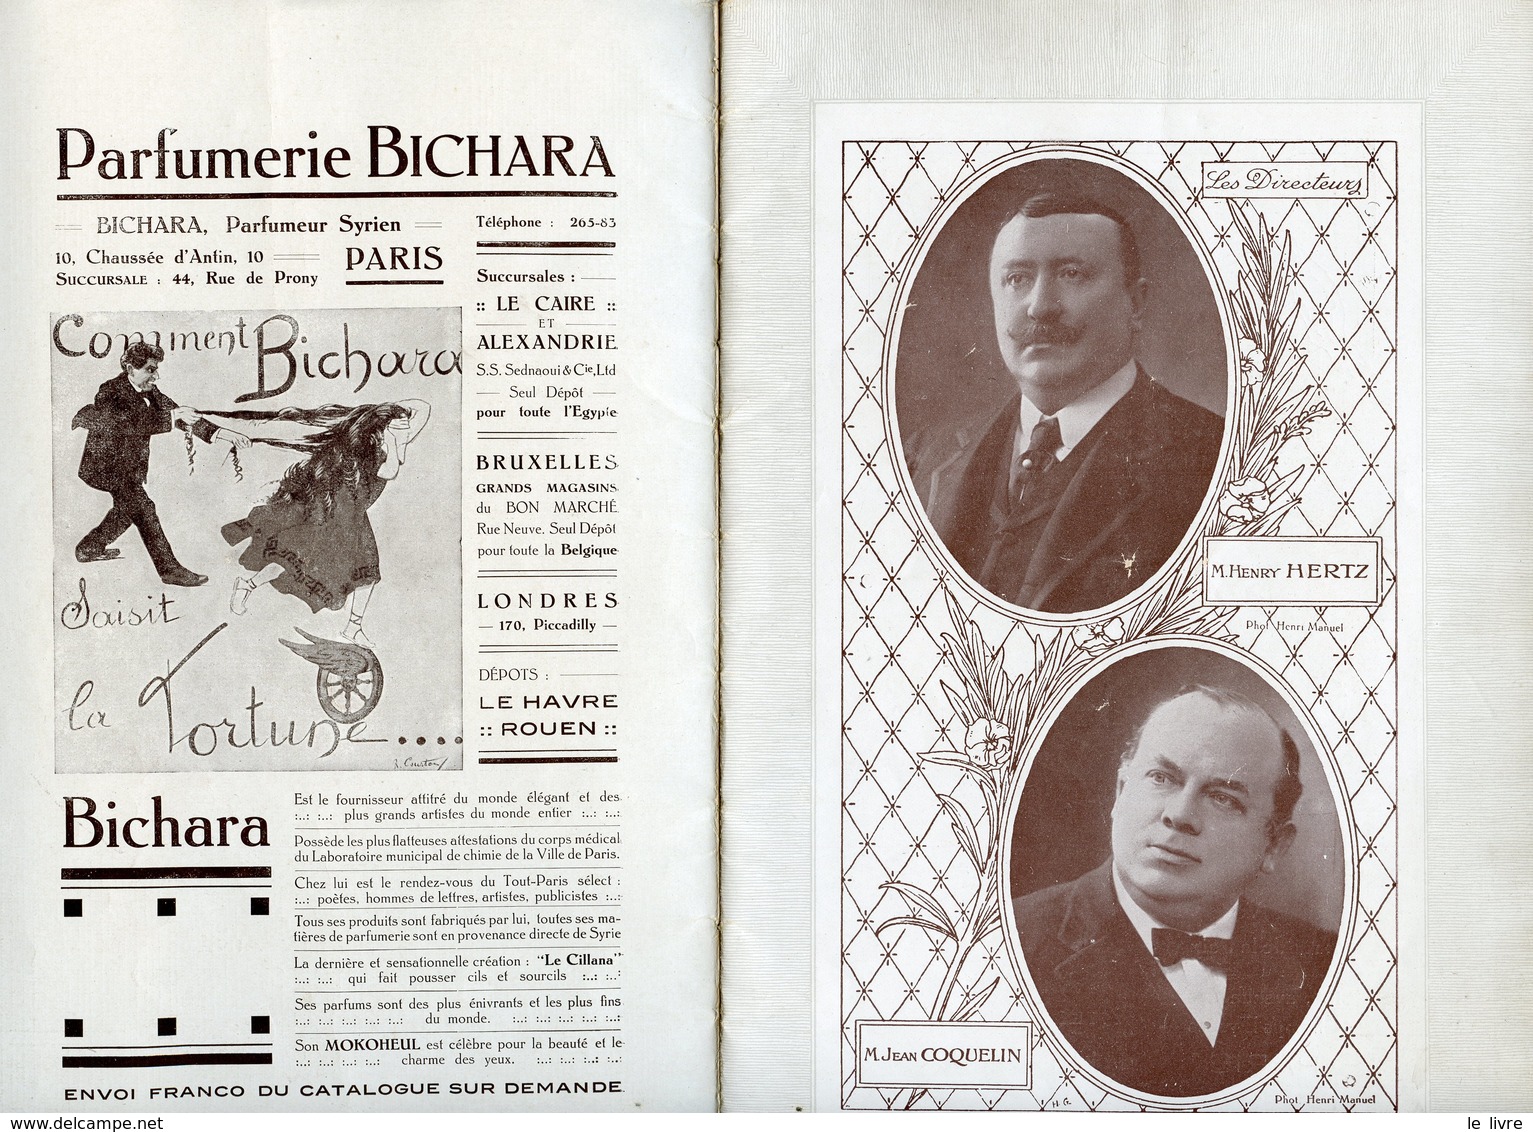 Parfumerie BICHARA
BICHARA, Parfumeur Syrien
10, Chaussée d'Antin, 10
SUCCURSALE : 44, Rue de Prony
PARIS
Téléphone : 265-83
Succursales :
:: LE CAIRE ::
ET
ALEXANDRIE
S.S. Sednaoui & Cie, Ltd
Seul Dépôt
pour toute l'Egypte
BRUXELLES
GRANDS MAGASINS
du BON MARCHÉ
Rue Neuve. Seul Dépôt
pour toute la Belgique
LONDRES
— 170, Piccadilly —
DÉPOTS :
LE HAVRE
:: ROUEN ::
Comment Bichara
Saisit
la Fortune....
Bichara
Est le fournisseur attitré du monde élégant et des
:..: :..: plus grands artistes du monde entier :..: :..:
Possède les plus flatteuses attestations du corps médical
du Laboratoire municipal de chimie de la Ville de Paris.
Chez lui est le rendez-vous du Tout-Paris sélect :
:..: poètes, hommes de lettres, artistes, publicistes :..:
Tous ses produits sont fabriqués par lui, toutes ses ma-
tières de parfumerie sont en provenance directe de Syrie
La dernière et sensationnelle création : "Le Cillana"
:..: :..: qui fait pousser cils et sourcils :..: :..:
Ses parfums sont des plus énivrants et les plus fins
:..: :..: :..: :..: :..: du monde. :..: :..: :..: :..: :..:
Son MOKOHEUL est célèbre pour la beauté et le
:..: :..: :..: :..: charme des yeux. :..: :..: :..: :..:
ENVOI FRANCO DU CATALOGUE SUR DEMANDE
Les Directeurs
M. HENRY HERTZ
Phot. Henri Manuel
M. JEAN COQUELIN
H.G.
Phot. Henri Manuel
www.delcampe.net
le livre